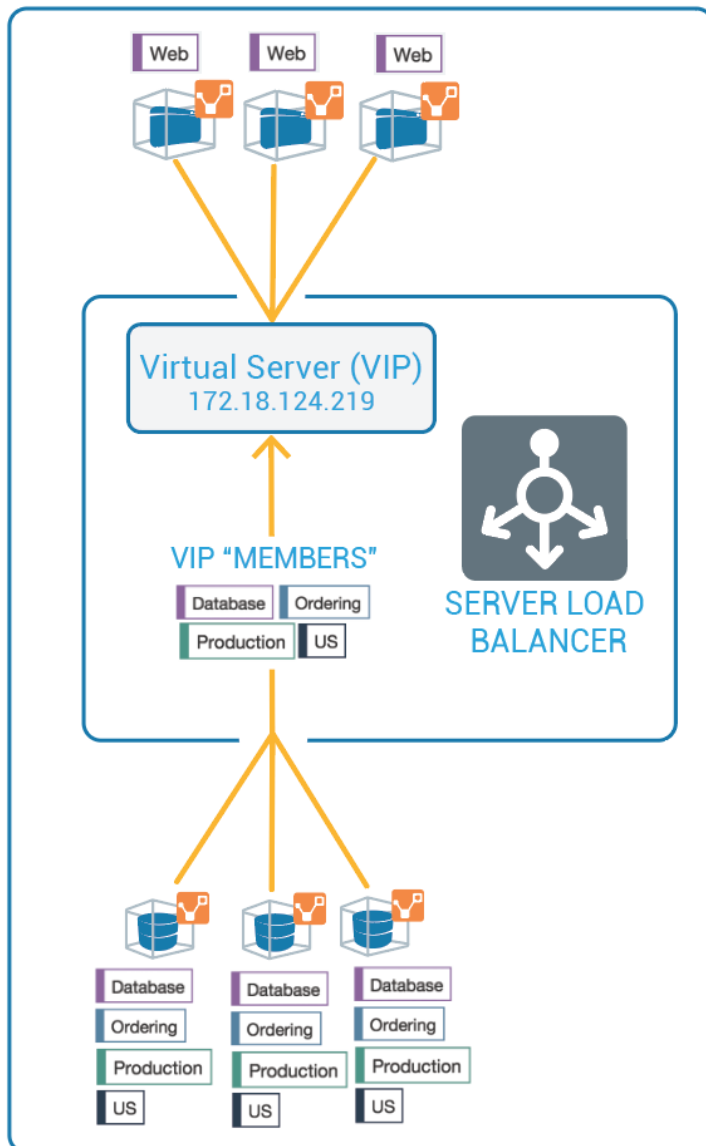 Web
Web
Web
Virtual Server (VIP)
172.18.124.219
VIP “MEMBERS”
Database
Ordering
Production
US
SERVER LOAD
BALANCER
Database
Ordering
Production
US
Database
Ordering
Production
US
Database
Ordering
Production
US